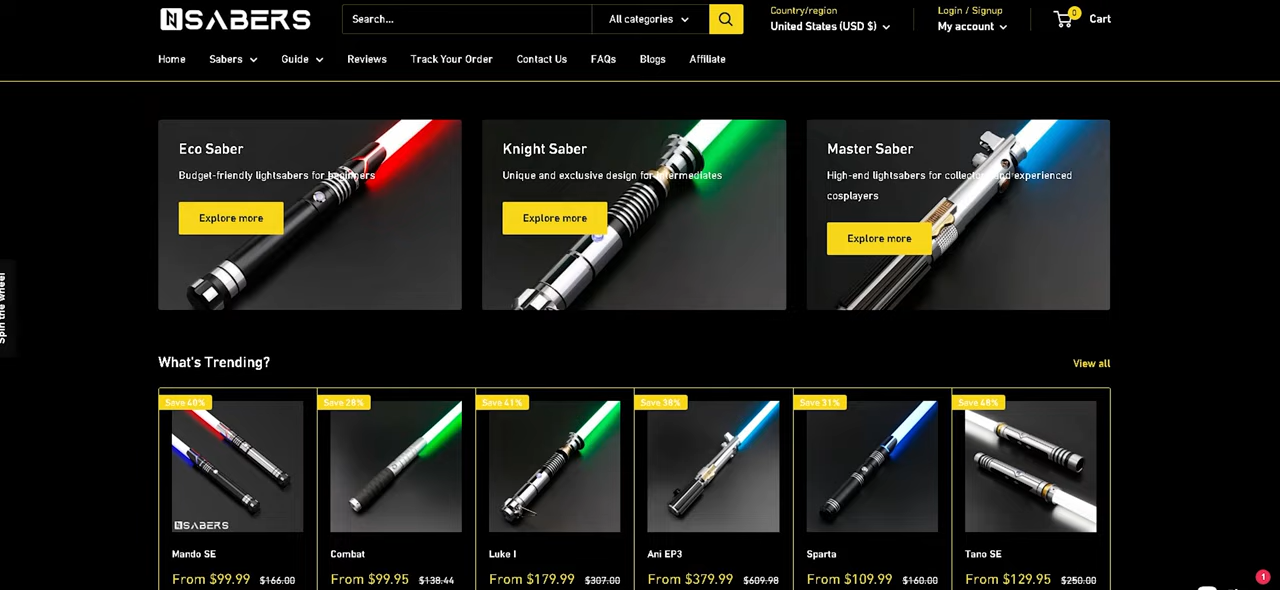 NSABERS
Search...
All categories
Country/region
United States (USD $)
Login / Signup
My account
0
Cart
Home
Sabers
Guide
Reviews
Track Your Order
Contact Us
FAQs
Blogs
Affiliate
Eco Saber
Budget-friendly lightsabers for beginners
Explore more
Knight Saber
Unique and exclusive design for intermediates
Explore more
Master Saber
High-end lightsabers for collectors and experienced
cosplayers
Explore more
Spin the wheel
What's Trending?
View all
Save 40%
Save 28%
Save 41%
Save 38%
Save 31%
Save 48%
NSABERS
Mando SE
Combat
Luke I
Ani EP3
Sparta
Tano SE
From $99.99 $166.00
From $99.95 $138.44
From $179.99 $307.00
From $379.99 $609.98
From $109.99 $160.00
From $129.95 $250.00
1